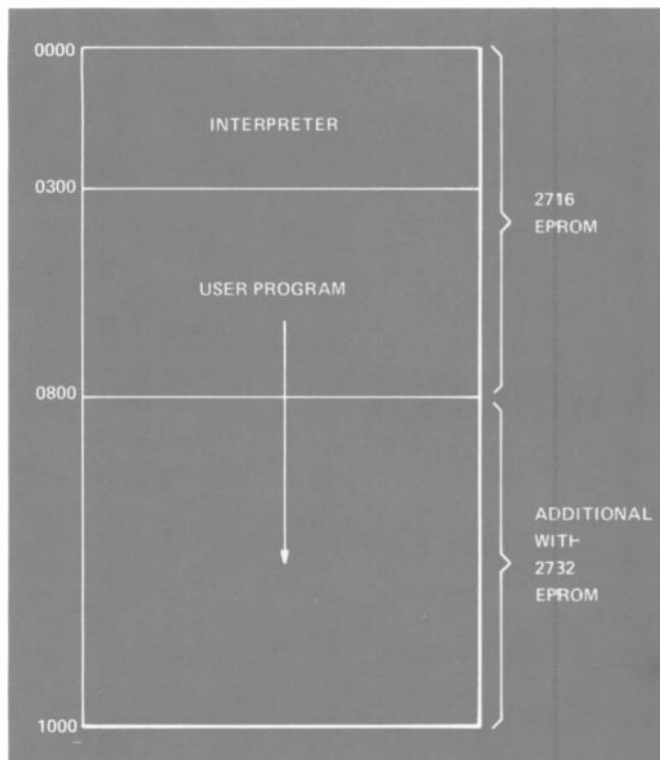 0000
INTERPRETER
0300
2716
EPROM
USER PROGRAM
0800
ADDITIONAL
WITH
2732
EPROM
1000